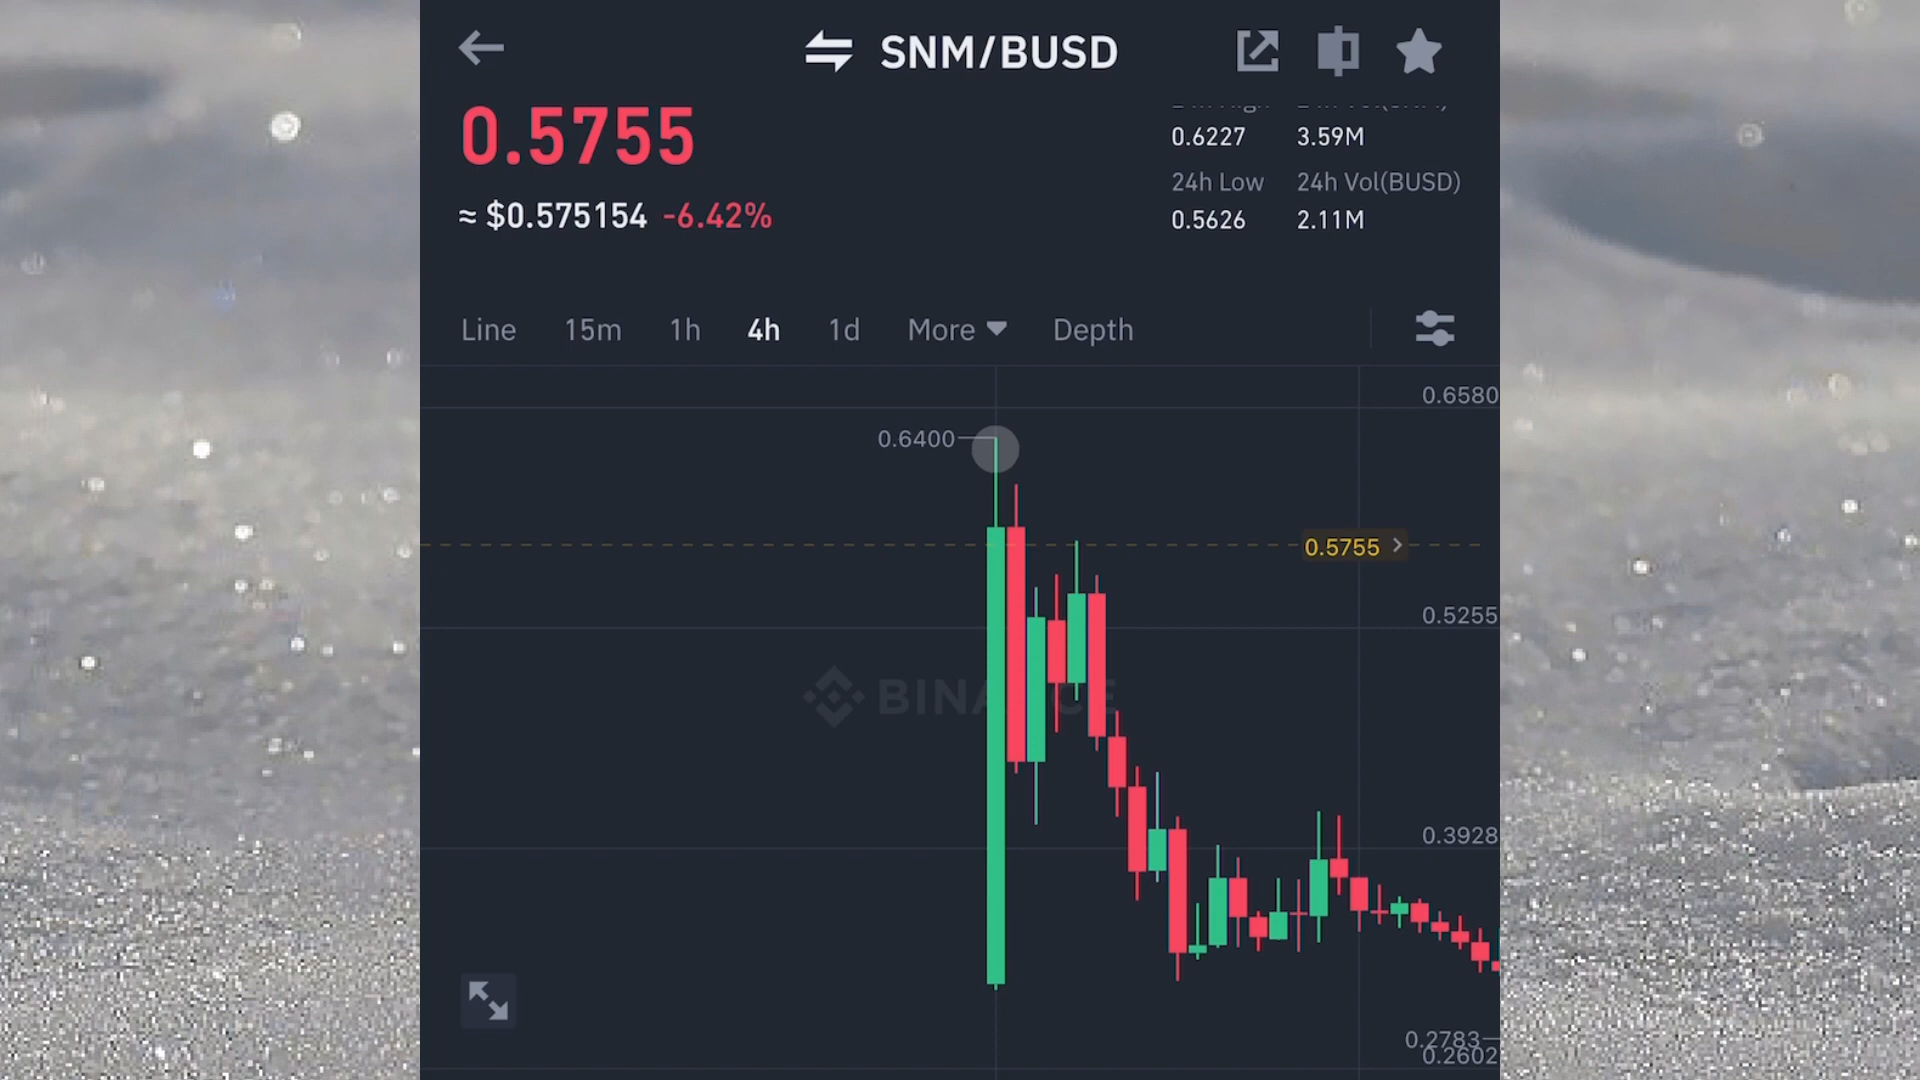 SNM/BUSD
0.5755
≈ $0.575154 -6.42%
0.6227 3.59M
24h Low 24h Vol(BUSD)
0.5626 2.11M
Line 15m 1h 4h 1d More Depth
0.6580
0.6400
0.5755
0.5255
BINANCE
0.3928
0.2783
0.2602